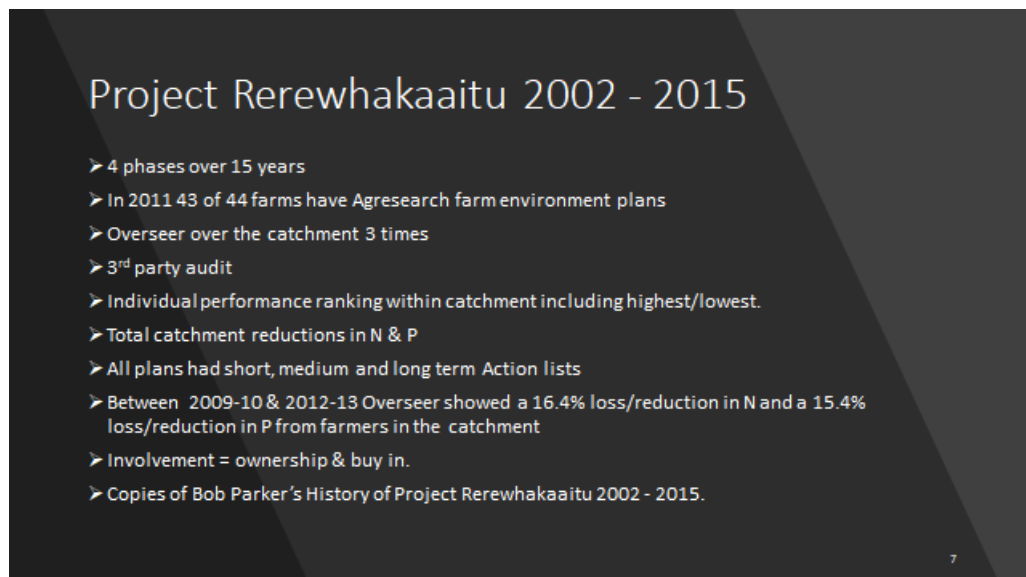 Project Rerewhakaaitu 2002 - 2015
➢ 4 phases over 15 years
➢ In 2011 43 of 44 farms have Agresearch farm environment plans
➢ Overseer over the catchment 3 times
➢ 3rd party audit
➢ Individual performance ranking within catchment including highest/lowest.
➢ Total catchment reductions in N & P
➢ All plans had short, medium and long term Action lists
➢ Between 2009-10 & 2012-13 Overseer showed a 16.4% loss/reduction in N and a 15.4%
loss/reduction in P from farmers in the catchment
➢ Involvement = ownership & buy in.
➢ Copies of Bob Parker’s History of Project Rerewhakaaitu 2002 - 2015.
7